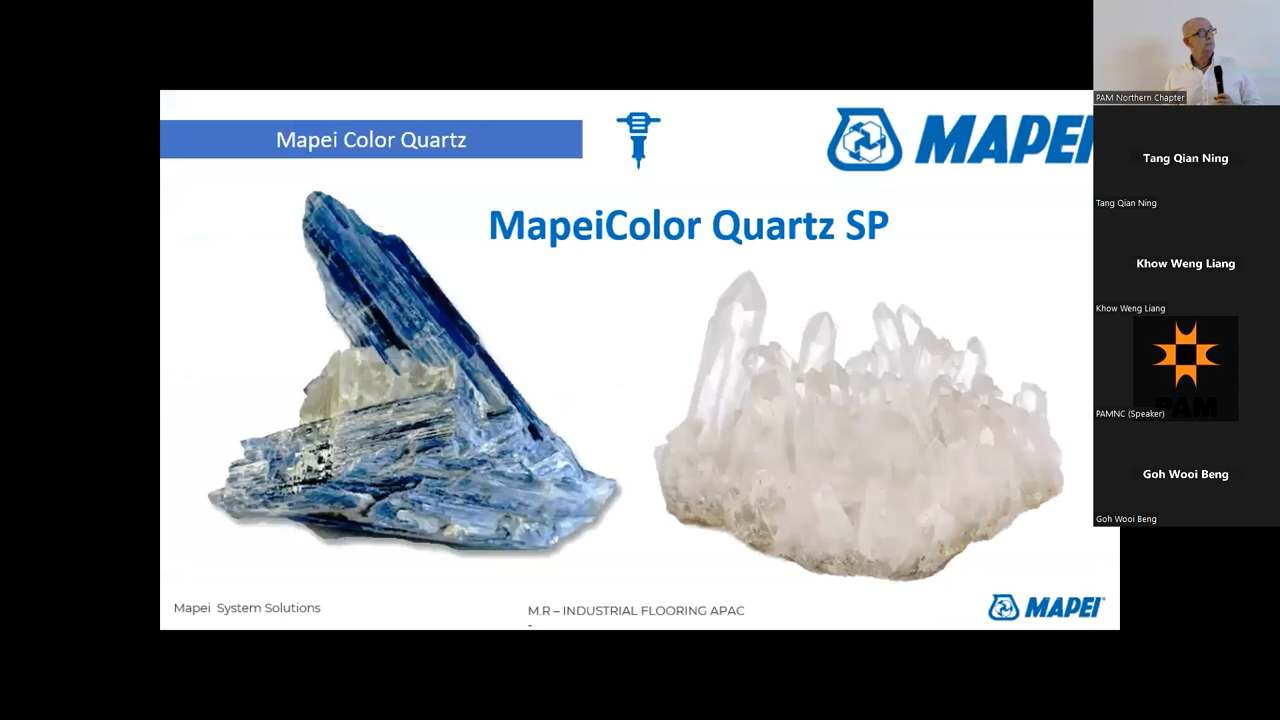 Mapei Color Quartz
MAPEI
MapeiColor Quartz SP
Mapei System Solutions
M.R – INDUSTRIAL FLOORING APAC
-
MAPEI
PAM Northern Chapter
Tang Qian Ning
Tang Qian Ning
Khow Weng Liang
Khow Weng Liang
PAM
PAMNC (Speaker)
Goh Wooi Beng
Goh Wooi Beng